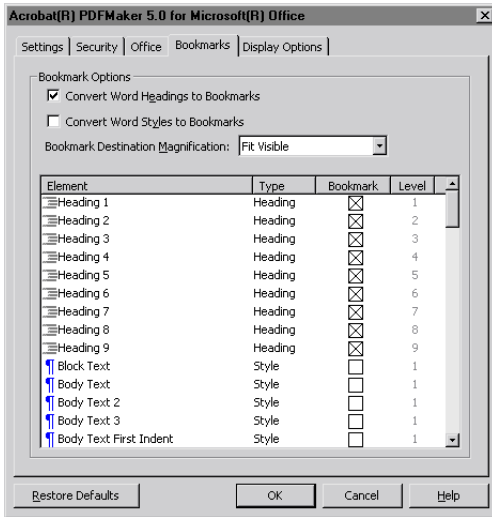 Acrobat(R) PDFMaker 5.0 for Microsoft(R) Office
Settings Security Office Bookmarks Display Options
Bookmark Options
Convert Word Headings to Bookmarks
Convert Word Styles to Bookmarks
Bookmark Destination Magnification: Fit Visible
Element Type Bookmark Level
Heading 1 Heading 1
Heading 2 Heading 2
Heading 3 Heading 3
Heading 4 Heading 4
Heading 5 Heading 5
Heading 6 Heading 6
Heading 7 Heading 7
Heading 8 Heading 8
Heading 9 Heading 9
Block Text Style 1
Body Text Style 1
Body Text 2 Style 1
Body Text 3 Style 1
Body Text First Indent Style 1
Restore Defaults OK Cancel Help